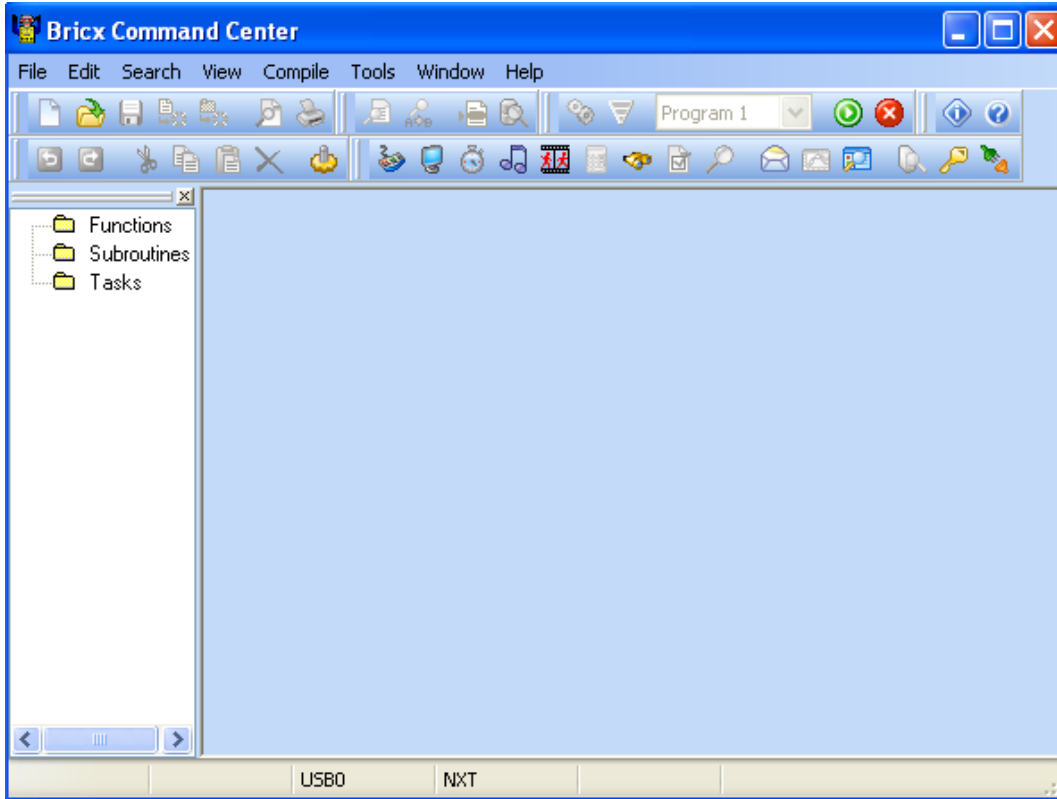 Bricx Command Center
File Edit Search View Compile Tools Window Help
Program 1
Functions
Subroutines
Tasks
USB0 NXT